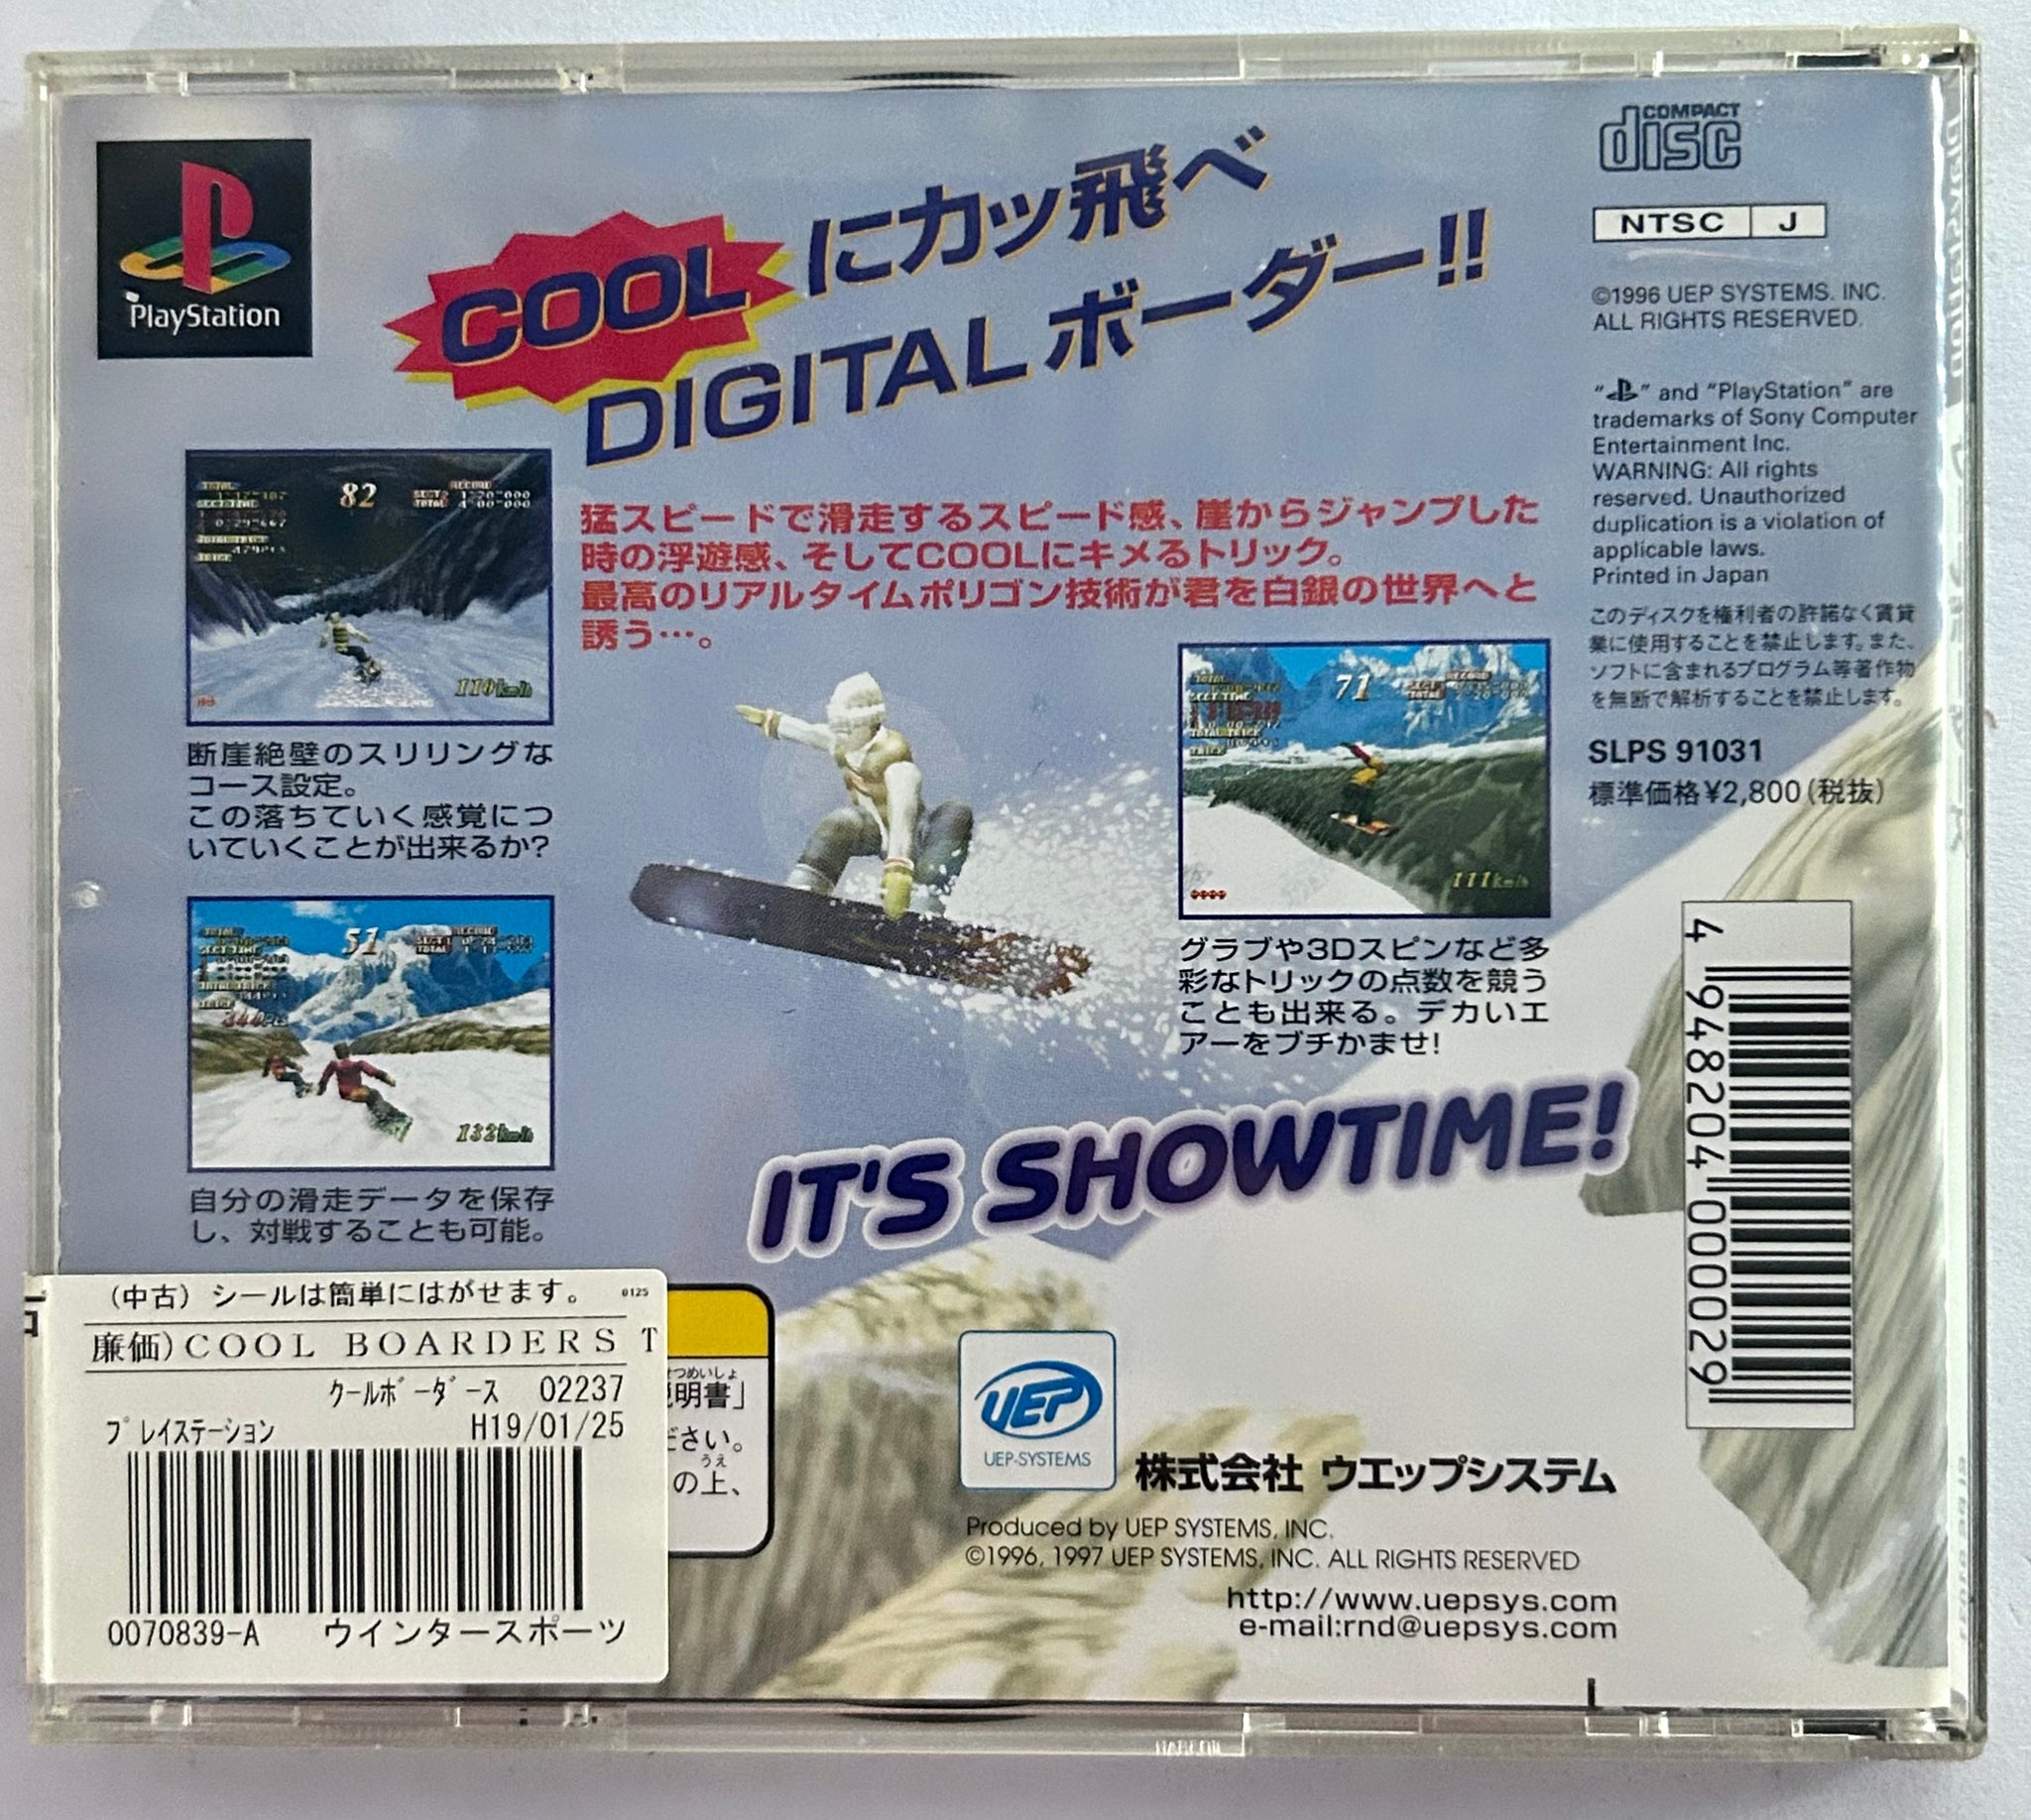 PlayStation
COOLにカッ飛べ
DIGITALボーダー!!
猛スピードで滑走するスピード感、崖からジャンプした
時の浮遊感、そしてCOOLにキメるトリック。
最高のリアルタイムポリゴン技術が君を白銀の世界へと
誘う…。
82
110km/h
断崖絶壁のスリリングな
コース設定。
この落ちていく感覚につ
いていくことが出来るか?
51
132km/h
自分の滑走データを保存
し、対戦することも可能。
71
111km/h
グラブや3Dスピンなど多
彩なトリックの点数を競う
ことも出来る。デカいエ
アーをブチかませ!
IT'S SHOWTIME!
COMPACT
disc
NTSC J
©1996 UEP SYSTEMS. INC.
ALL RIGHTS RESERVED.
“ ” and “PlayStation” are
trademarks of Sony Computer
Entertainment Inc.
WARNING: All rights
reserved. Unauthorized
duplication is a violation of
applicable laws.
Printed in Japan
このディスクを権利者の許諾なく賃貸
業に使用することを禁止します。また、
ソフトに含まれるプログラム等著作物
を無断で解析することを禁止します。
SLPS 91031
標準価格¥2,800(税抜)
4 948204 000029
(中古) シールは簡単にはがせます。 0125
廉価)COOL BOARDERS T
クールボーダース 02237
プレイステーション H19/01/25
0070839-A ウインタースポーツ
つめいしょ
明書」
ださい。
うえ
の上、
UEP
UEP-SYSTEMS
株式会社 ウエップシステム
Produced by UEP SYSTEMS, INC.
©1996, 1997 UEP SYSTEMS, INC. ALL RIGHTS RESERVED
http://www.uepsys.com
e-mail:rnd@uepsys.com